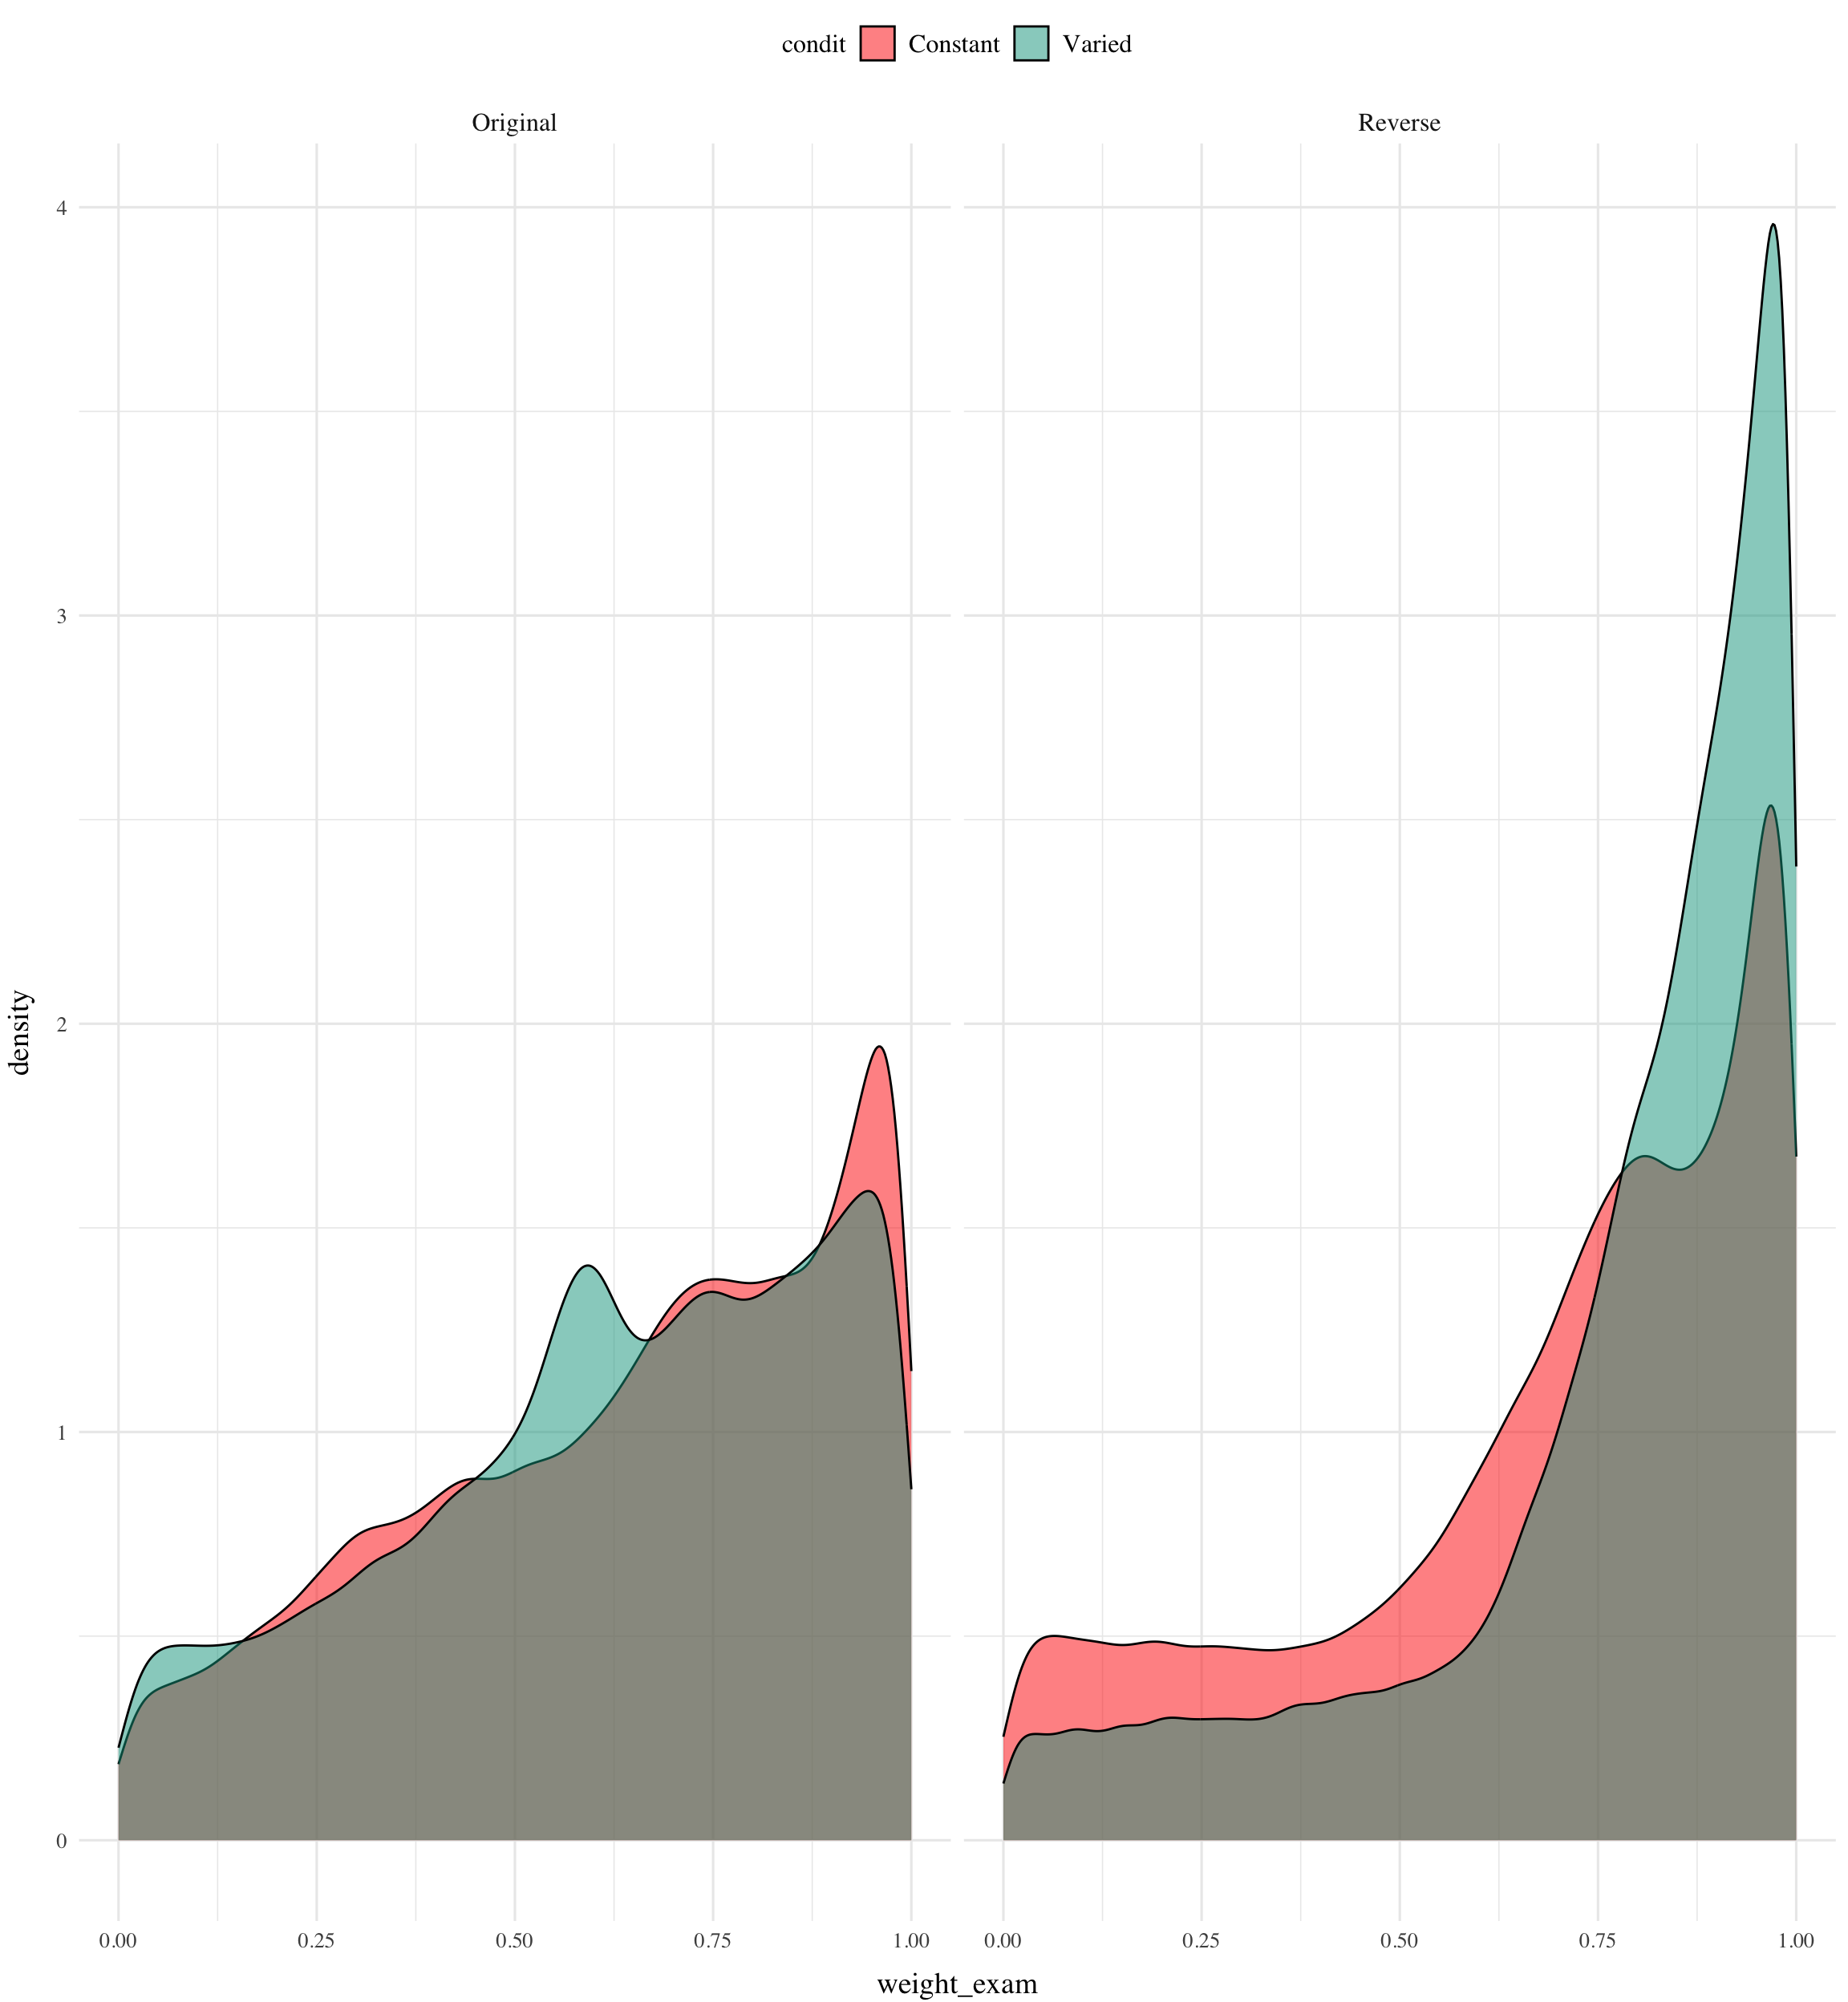 condit Constant Varied
Original Reverse
4
3
2
1
0
density
0.00 0.25 0.50 0.75 1.00 0.00 0.25 0.50 0.75 1.00
weight_exam